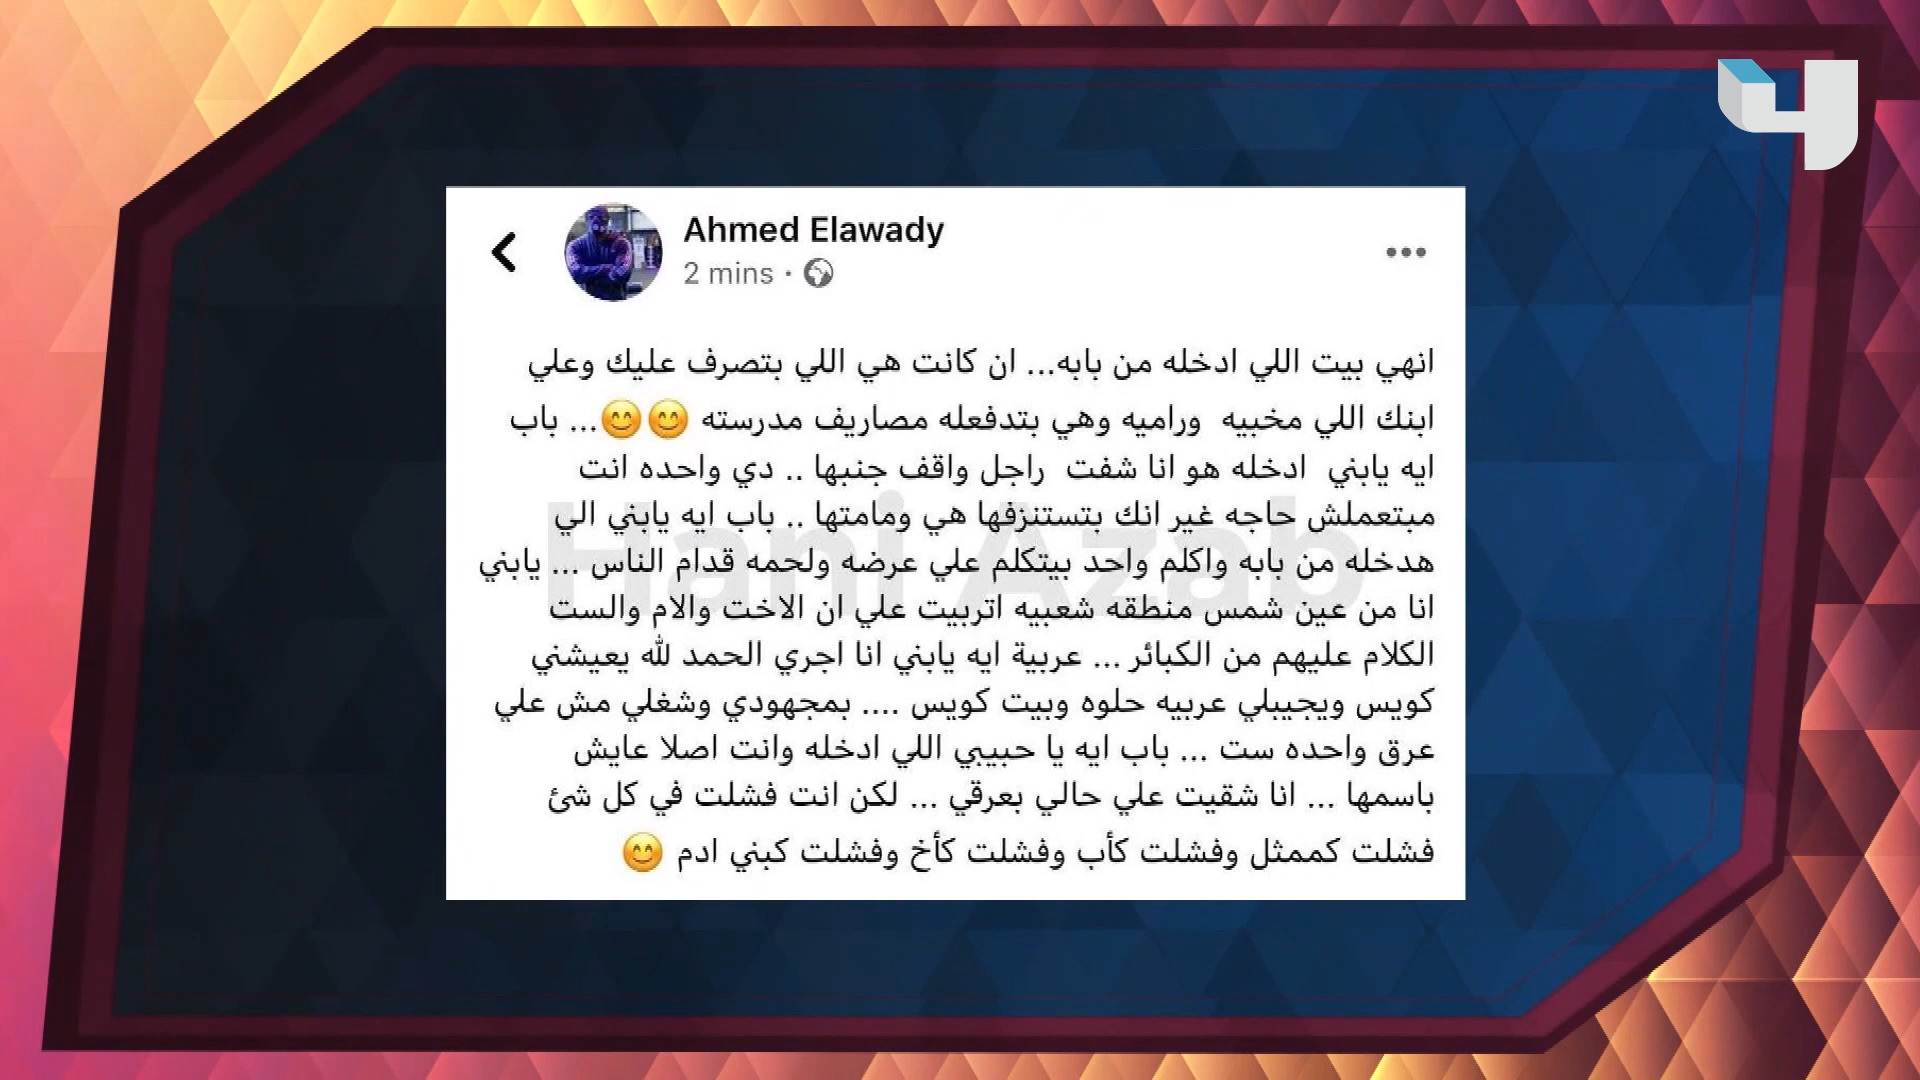 Ahmed Elawady
2 mins ·
انهي بيت اللي ادخله من بابه... ان كانت هي اللي بتصرف عليك وعلي
ابنك اللي مخبيه وراميه وهي بتدفعله مصاريف مدرسته 😊😊... باب
ايه يابني ادخله هو انا شفت راجل واقف جنبها .. دي واحده انت
مبتعملش حاجه غير انك بتستنزفها هي ومامتها .. باب ايه يابني الي
هدخله من بابه واكلم واحد بيتكلم علي عرضه ولحمه قدام الناس ... يابني
انا من عين شمس منطقه شعبيه اتربيت علي ان الاخت والام والست
الكلام عليهم من الكبائر ... عربية ايه يابني انا اجري الحمد لله يعيشني
كويس ويجيبلي عربيه حلوه وبيت كويس .... بمجهودي وشغلي مش علي
عرق واحده ست ... باب ايه يا حبيبي اللي ادخله وانت اصلا عايش
باسمها ... انا شقيت علي حالي بعرقي ... لكن انت فشلت في كل شئ
فشلت كممثل وفشلت كأب وفشلت كأخ وفشلت كبني ادم 😊
Hani Azab